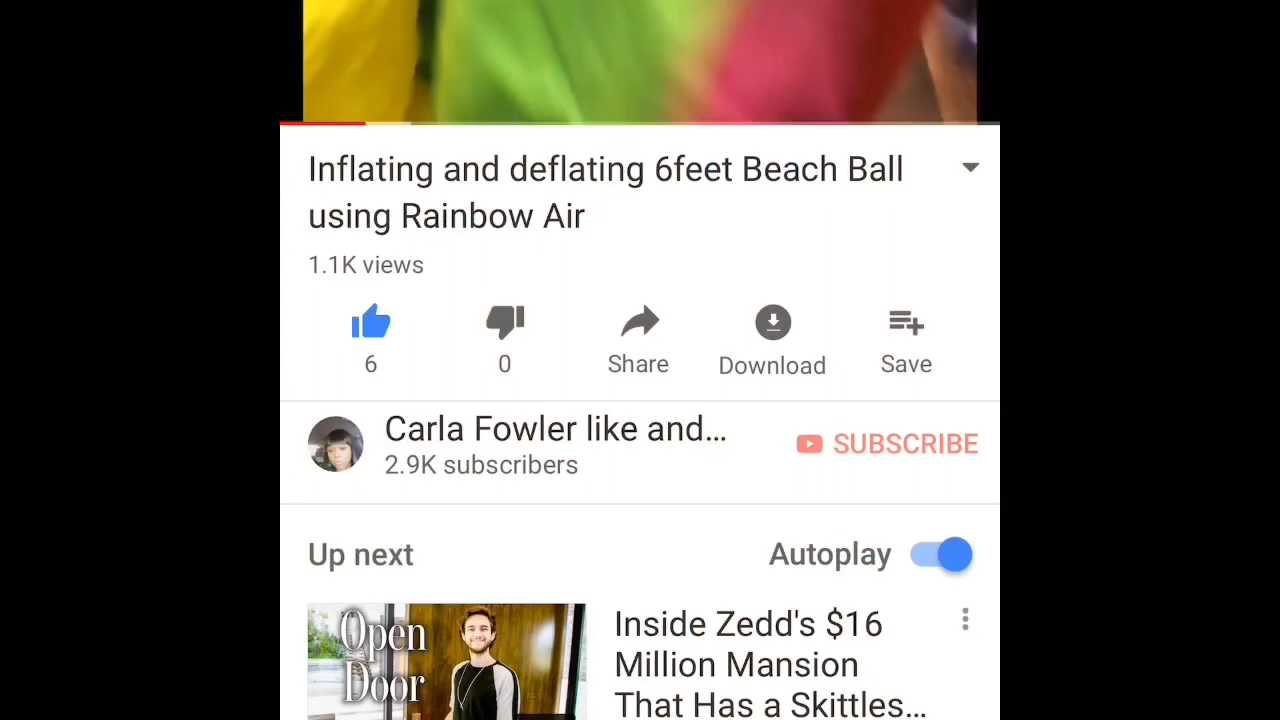 Inflating and deflating 6feet Beach Ball
using Rainbow Air
1.1K views
6
0
Share
Download
Save
Carla Fowler like and...
2.9K subscribers
SUBSCRIBE
Up next
Autoplay
Open
Door
Inside Zedd's $16
Million Mansion
That Has a Skittles...